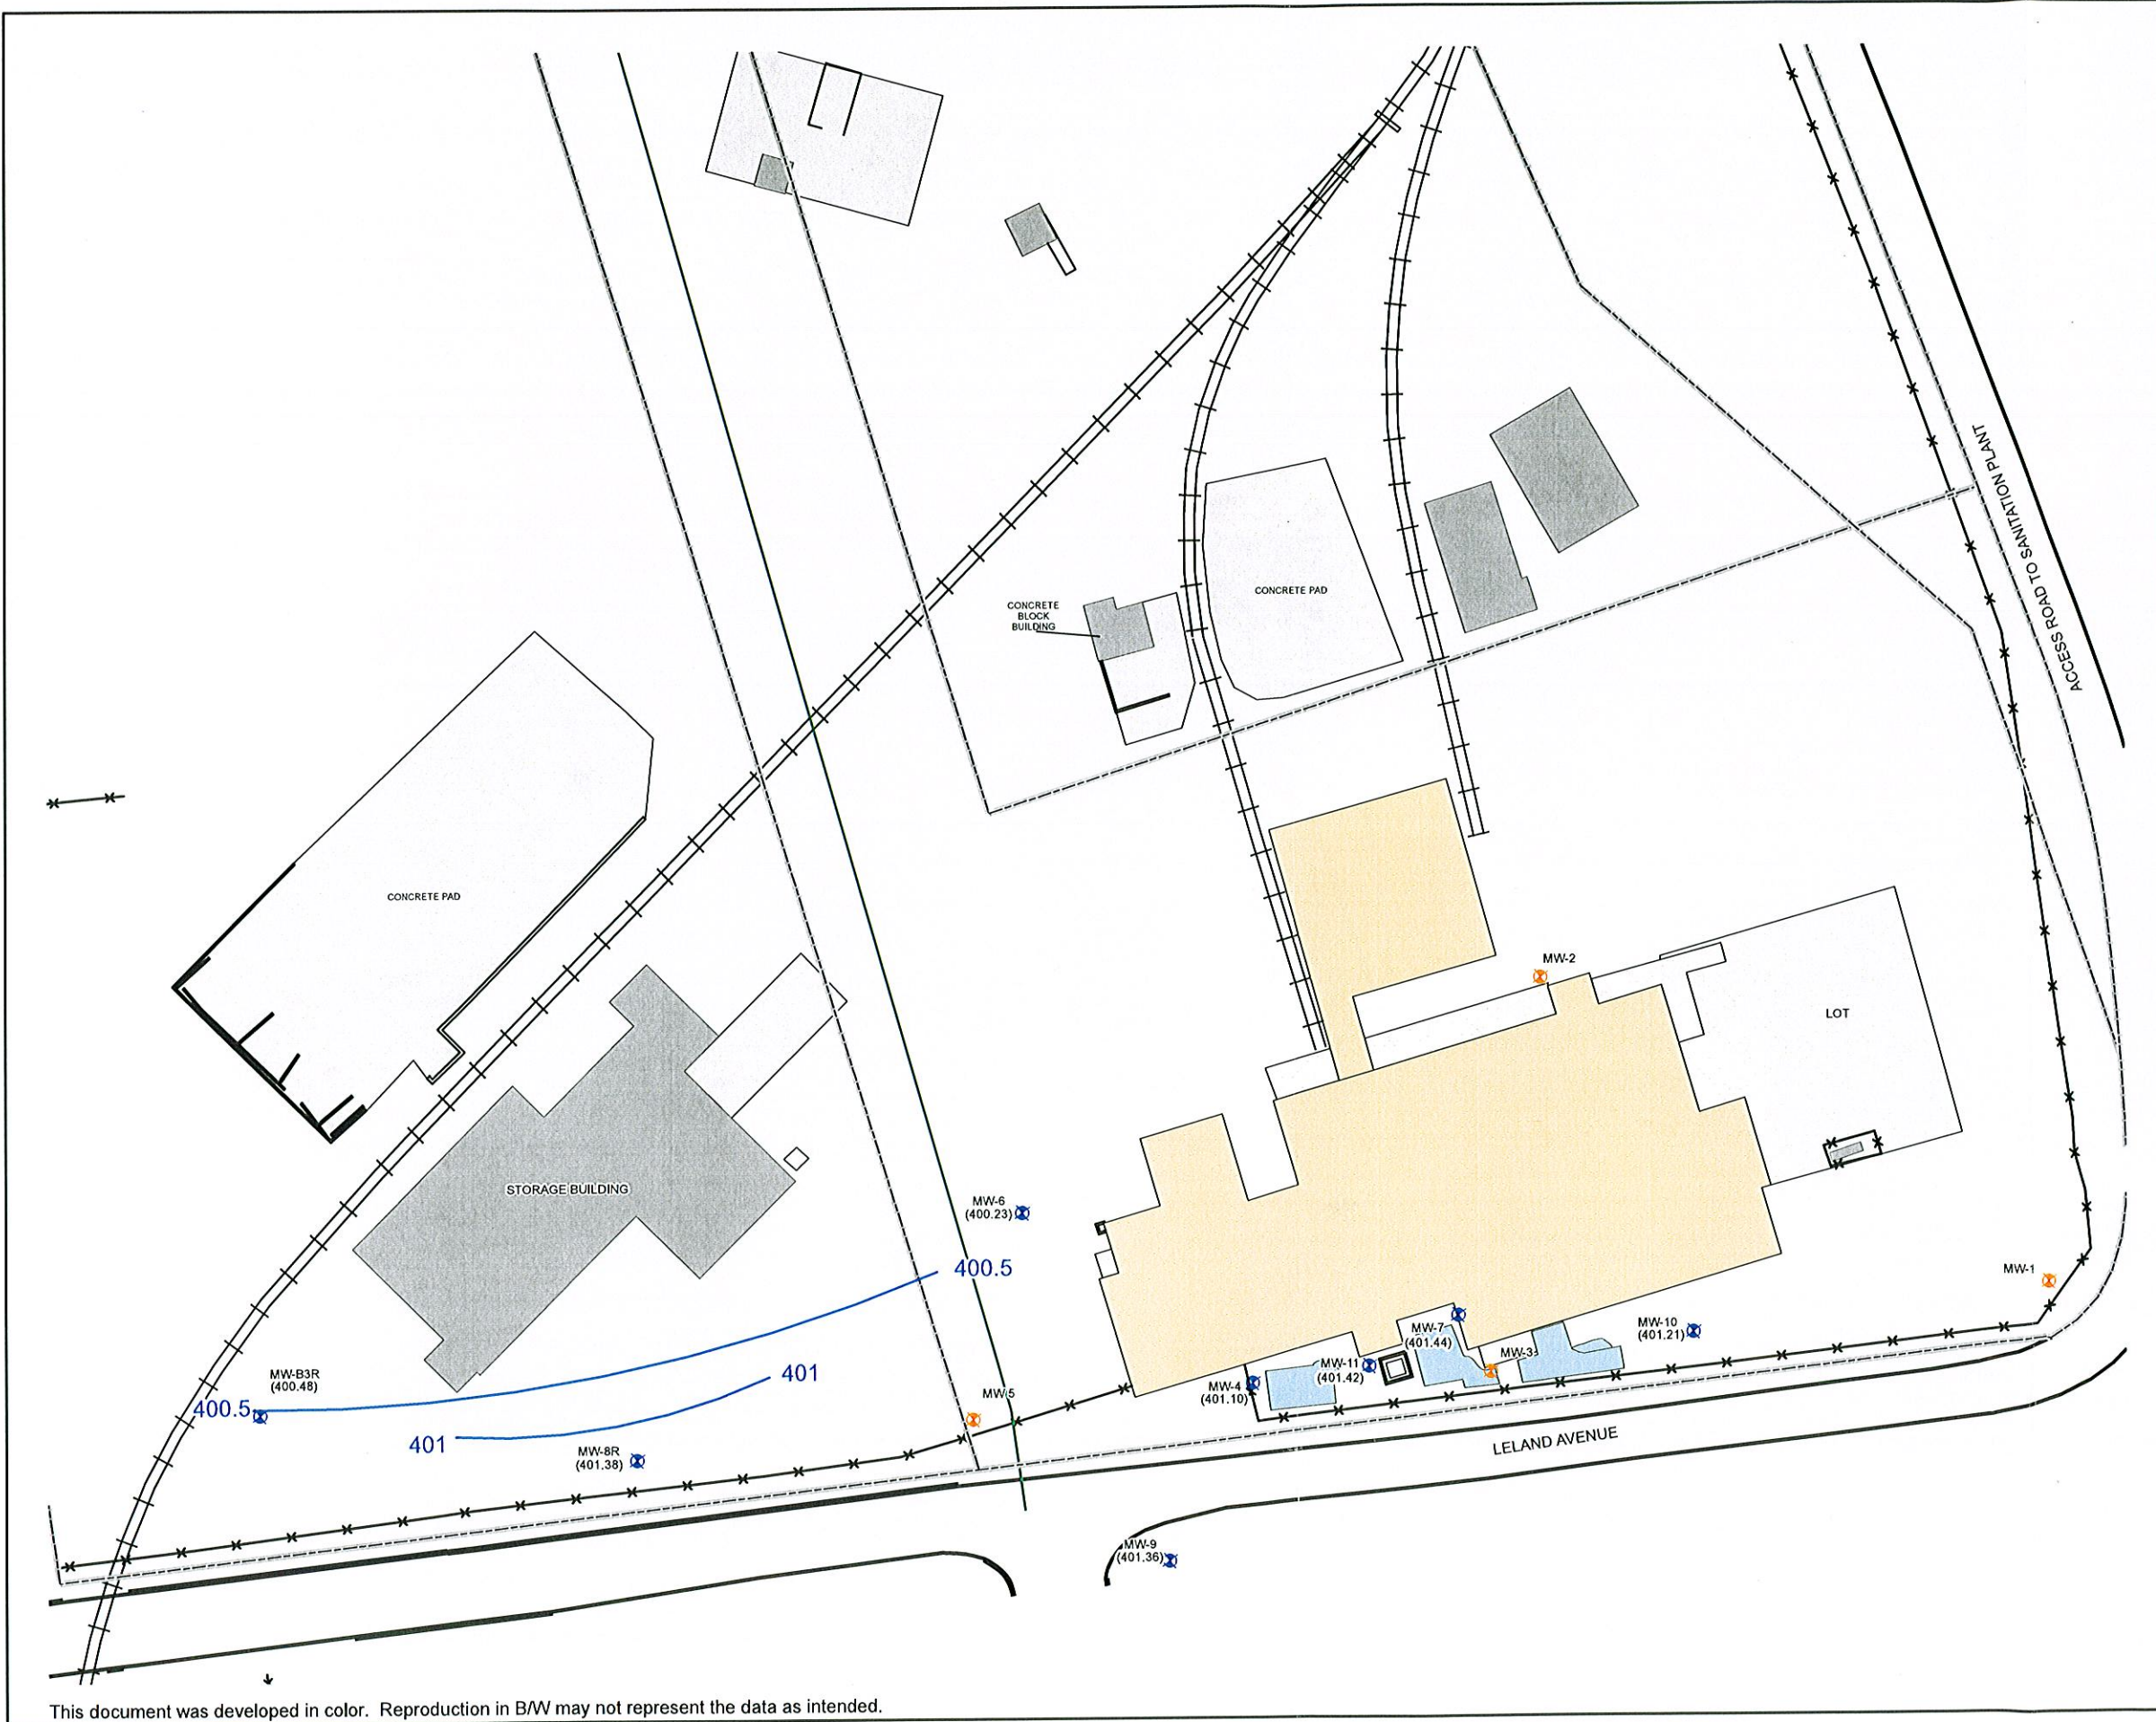 ACCESS ROAD TO SANITATION PLANT
CONCRETE PAD
CONCRETE
BLOCK
BUILDING
CONCRETE PAD
MW-2
LOT
STORAGE BUILDING
MW-6
(400.23)
400.5
MW-1
MW-7
(401.44)
MW-10
(401.21)
MW-3
MW-11
(401.42)
MW-4
(401.10)
MW-B3R
(400.48)
400.5
401
401
MW-5
MW-8R
(401.38)
LELAND AVENUE
MW-9
(401.36)
This document was developed in color. Reproduction in B/W may not represent the data as intended.